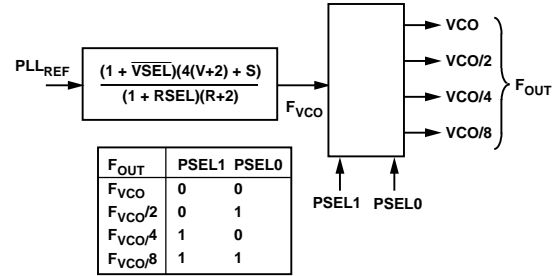 PLL_REF
(1 + V̅S̅E̅L̅)(4(V+2) + S)
(1 + RSEL)(R+2)
F_VCO
VCO
VCO/2
VCO/4
VCO/8
F_OUT
PSEL1 PSEL0
F_OUT PSEL1 PSEL0
F_VCO 0 0
F_VCO/2 0 1
F_VCO/4 1 0
F_VCO/8 1 1